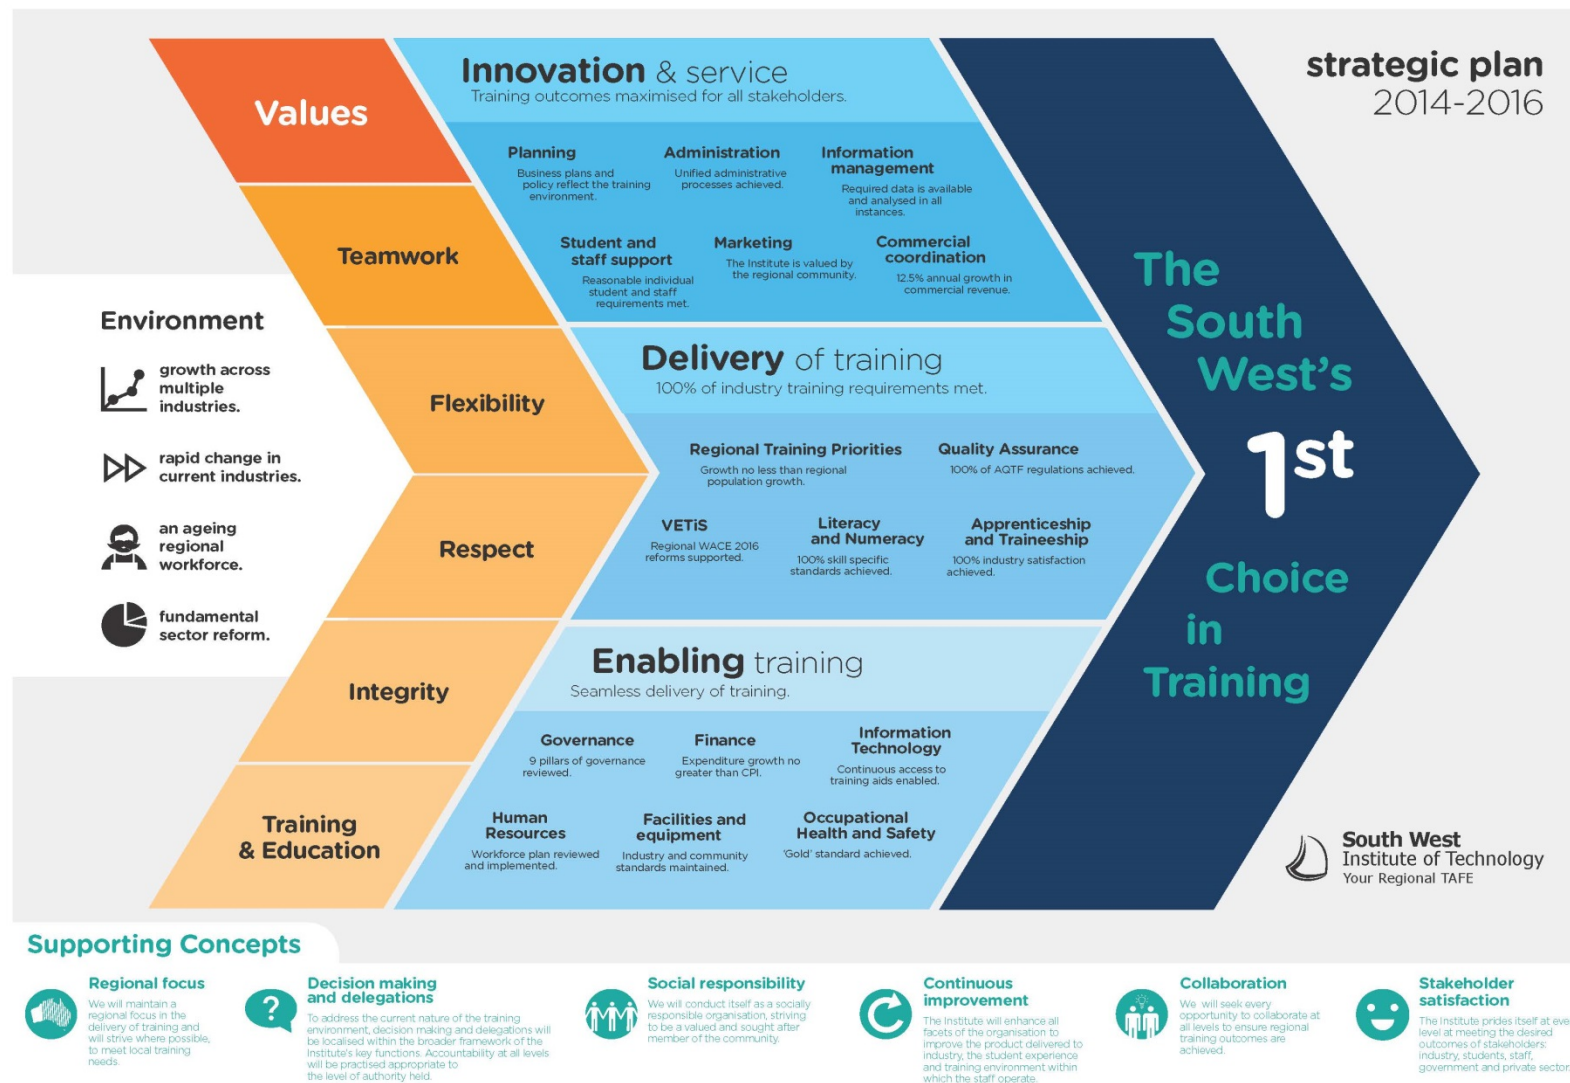 strategic plan
2014-2016
Values
Teamwork
Flexibility
Respect
Integrity
Training
& Education
Environment
growth across
multiple
industries.
rapid change in
current industries.
an ageing
regional
workforce.
fundamental
sector reform.
Innovation & service
Training outcomes maximised for all stakeholders.
Planning
Business plans and
policy reflect the training
environment.
Administration
Unified administrative
processes achieved.
Information
management
Required data is available
and analysed in all
instances.
Student and
staff support
Reasonable individual
student and staff
requirements met.
Marketing
The Institute is valued by
the regional community.
Commercial
coordination
12.5% annual growth in
commercial revenue.
Delivery of training
100% of industry training requirements met.
Regional Training Priorities
Growth no less than regional
population growth.
Quality Assurance
100% of AQTF regulations achieved.
VETiS
Regional WACE 2016
reforms supported.
Literacy
and Numeracy
100% skill specific
standards achieved.
Apprenticeship
and Traineeship
100% industry satisfaction
achieved.
Enabling training
Seamless delivery of training.
Governance
9 pillars of governance
reviewed.
Finance
Expenditure growth no
greater than CPI.
Information
Technology
Continuous access to
training aids enabled.
Human
Resources
Workforce plan reviewed
and implemented.
Facilities and
equipment
Industry and community
standards maintained.
Occupational
Health and Safety
'Gold' standard achieved.
The
South
West's
1st
Choice
in
Training
South West
Institute of Technology
Your Regional TAFE
Supporting Concepts
Regional focus
We will maintain a
regional focus in the
delivery of training and
will strive where possible,
to meet local training
needs.
?
Decision making
and delegations
To address the current nature of the training
environment, decision making and delegations will
be localised within the broader framework of the
Institute's key functions. Accountability at all levels
will be practised appropriate to
the level of authority held.
Social responsibility
We will conduct itself as a socially
responsible organisation, striving
to be a valued and sought after
member of the community.
Continuous
improvement
The Institute will enhance all
facets of the organisation to
improve the product delivered to
industry, the student experience
and training environment within
which the staff operate.
Collaboration
We will seek every
opportunity to collaborate at
all levels to ensure regional
training outcomes are
achieved.
Stakeholder
satisfaction
The Institute prides itself at eve
level at meeting the desired
outcomes of stakeholders:
industry, students, staff,
government and private sector.